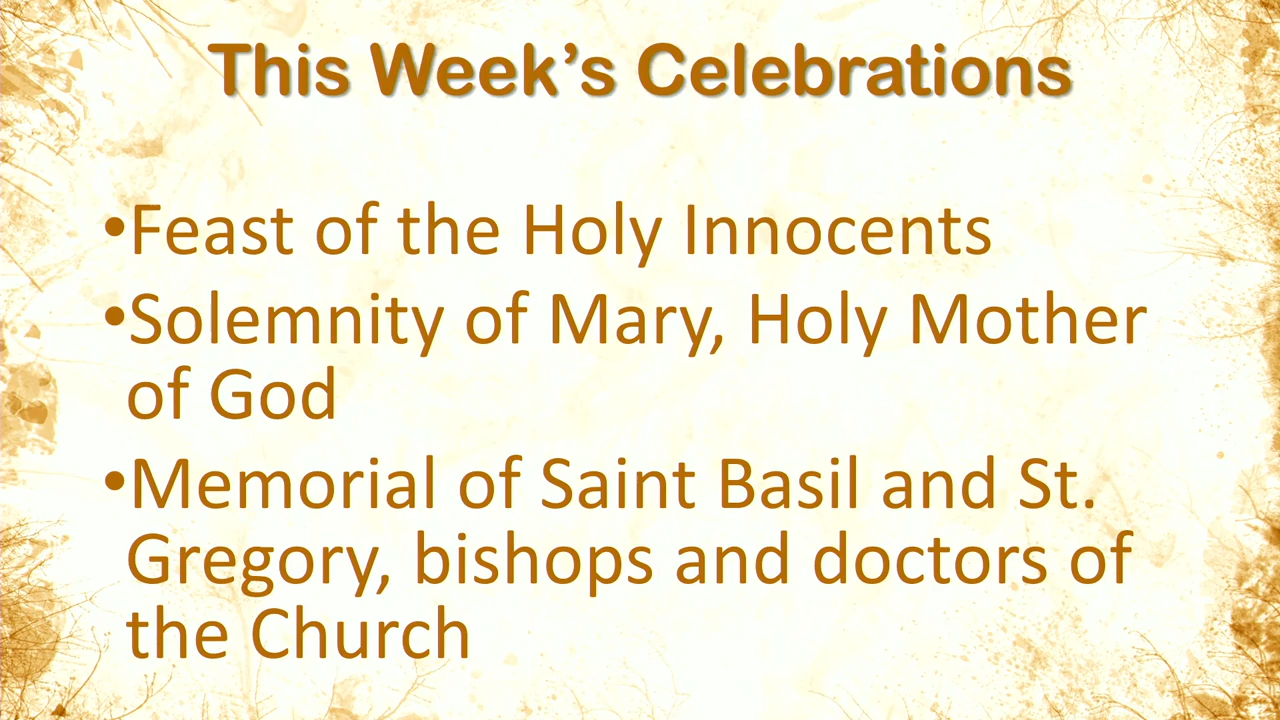 This Week’s Celebrations
•Feast of the Holy Innocents
•Solemnity of Mary, Holy Mother
of God
•Memorial of Saint Basil and St.
Gregory, bishops and doctors of
the Church